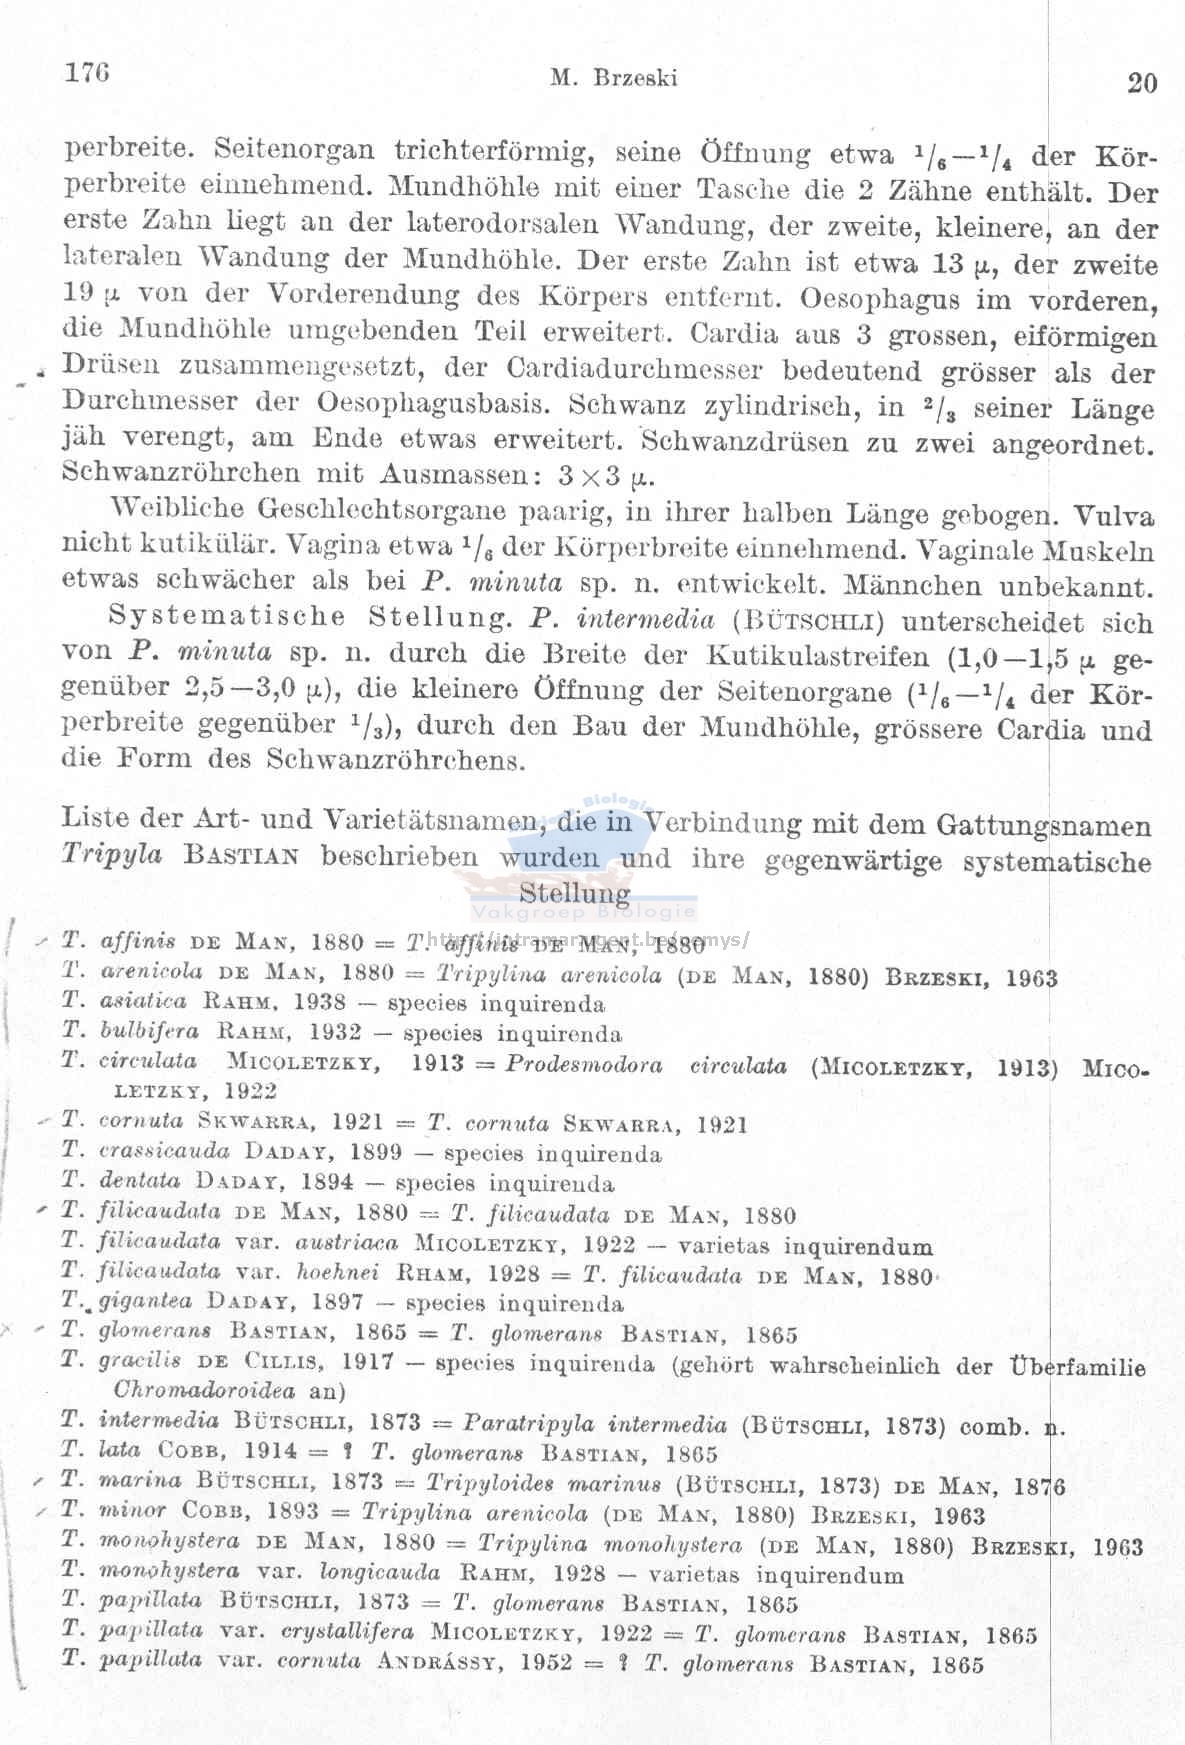 176
M. Brzeski
20
perbreite. Seitenorgan trichterförmig, seine Öffnung etwa ¹/₆—¹/₄ der Kör-
perbreite einnehmend. Mundhöhle mit einer Tasche die 2 Zähne enthält. Der
erste Zahn liegt an der laterodorsalen Wandung, der zweite, kleinere, an der
lateralen Wandung der Mundhöhle. Der erste Zahn ist etwa 13 μ, der zweite
19 μ von der Vorderendung des Körpers entfernt. Oesophagus im vorderen,
die Mundhöhle umgebenden Teil erweitert. Cardia aus 3 grossen, eiförmigen
Drüsen zusammengesetzt, der Cardiadurchmesser bedeutend grösser als der
Durchmesser der Oesophagusbasis. Schwanz zylindrisch, in ²/₃ seiner Länge
jäh verengt, am Ende etwas erweitert. Schwanzdrüsen zu zwei angeordnet.
Schwanzröhrchen mit Ausmassen: 3×3 μ.
Weibliche Geschlechtsorgane paarig, in ihrer halben Länge gebogen. Vulva
nicht kutikülär. Vagina etwa ¹/₆ der Körperbreite einnehmend. Vaginale Muskeln
etwas schwächer als bei P. minuta sp. n. entwickelt. Männchen unbekannt.
Systematische Stellung. P. intermedia (BÜTSCHLI) unterscheidet sich
von P. minuta sp. n. durch die Breite der Kutikulastreifen (1,0—1,5 μ ge-
genüber 2,5—3,0 μ), die kleinere Öffnung der Seitenorgane (¹/₆—¹/₄ der Kör-
perbreite gegenüber ¹/₃), durch den Bau der Mundhöhle, grössere Cardia und
die Form des Schwanzröhrchens.
Liste der Art- und Varietätsnamen, die in Verbindung mit dem Gattungsnamen
Tripyla BASTIAN beschrieben wurden und ihre gegenwärtige systematische
Stellung
Vakgroep Biologie
http://intramar.ugent.be/nemys/
T. affinis DE MAN, 1880 = T. affinis DE MAN, 1880
T. arenicola DE MAN, 1880 = Tripylina arenicola (DE MAN, 1880) BRZESKI, 1963
T. asiatica RAHM, 1938 — species inquirenda
T. bulbifera RAHM, 1932 — species inquirenda
T. circulata MICOLETZKY, 1913 = Prodesmodora circulata (MICOLETZKY, 1913) MICO-
LETZKY, 1922
T. cornuta SKWARRA, 1921 = T. cornuta SKWARRA, 1921
T. crassicauda DADAY, 1899 — species inquirenda
T. dentata DADAY, 1894 — species inquirenda
T. filicaudata DE MAN, 1880 = T. filicaudata DE MAN, 1880
T. filicaudata var. austriaca MICOLETZKY, 1922 — varietas inquirendum
T. filicaudata var. hoehnei RHAM, 1928 = T. filicaudata DE MAN, 1880
T. gigantea DADAY, 1897 — species inquirenda
T. glomerans BASTIAN, 1865 = T. glomerans BASTIAN, 1865
T. gracilis DE CILLIS, 1917 — species inquirenda (gehört wahrscheinlich der Überfamilie
Chromadoroidea an)
T. intermedia BÜTSCHLI, 1873 = Paratripyla intermedia (BÜTSCHLI, 1873) comb. n.
T. lata COBB, 1914 = ? T. glomerans BASTIAN, 1865
T. marina BÜTSCHLI, 1873 = Tripyloides marinus (BÜTSCHLI, 1873) DE MAN, 1876
T. minor COBB, 1893 = Tripylina arenicola (DE MAN, 1880) BRZESKI, 1963
T. monohystera DE MAN, 1880 = Tripylina monohystera (DE MAN, 1880) BRZESKI, 1963
T. monohystera var. longicauda RAHM, 1928 — varietas inquirendum
T. papillata BÜTSCHLI, 1873 = T. glomerans BASTIAN, 1865
T. papillata var. crystallifera MICOLETZKY, 1922 = T. glomerans BASTIAN, 1865
T. papillata var. cornuta ANDRÁSSY, 1952 = ? T. glomerans BASTIAN, 1865